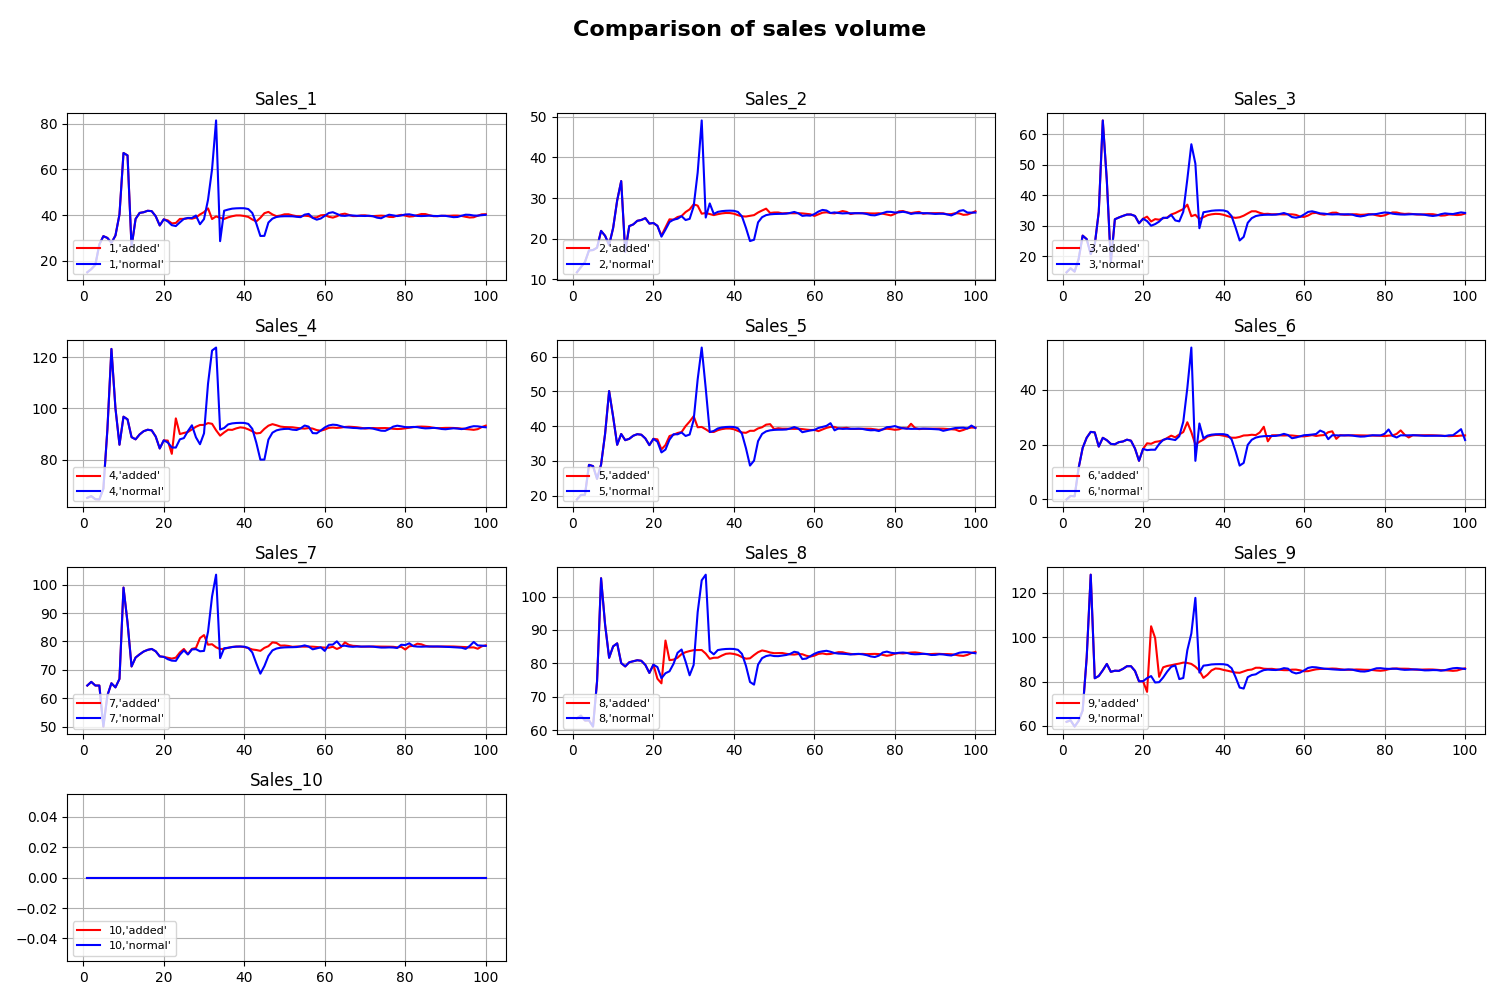 Comparison of sales volume
Sales_1
80
60
40
20
1,'added'
1,'normal'
0 20 40 60 80 100
Sales_2
50
40
30
20
10
2,'added'
2,'normal'
0 20 40 60 80 100
Sales_3
60
50
40
30
20
3,'added'
3,'normal'
0 20 40 60 80 100
Sales_4
120
100
80
4,'added'
4,'normal'
0 20 40 60 80 100
Sales_5
60
50
40
30
20
5,'added'
5,'normal'
0 20 40 60 80 100
Sales_6
40
20
0
6,'added'
6,'normal'
0 20 40 60 80 100
Sales_7
100
90
80
70
60
50
7,'added'
7,'normal'
0 20 40 60 80 100
Sales_8
100
90
80
70
60
8,'added'
8,'normal'
0 20 40 60 80 100
Sales_9
120
100
80
60
9,'added'
9,'normal'
0 20 40 60 80 100
Sales_10
0.04
0.02
0.00
−0.02
−0.04
10,'added'
10,'normal'
0 20 40 60 80 100